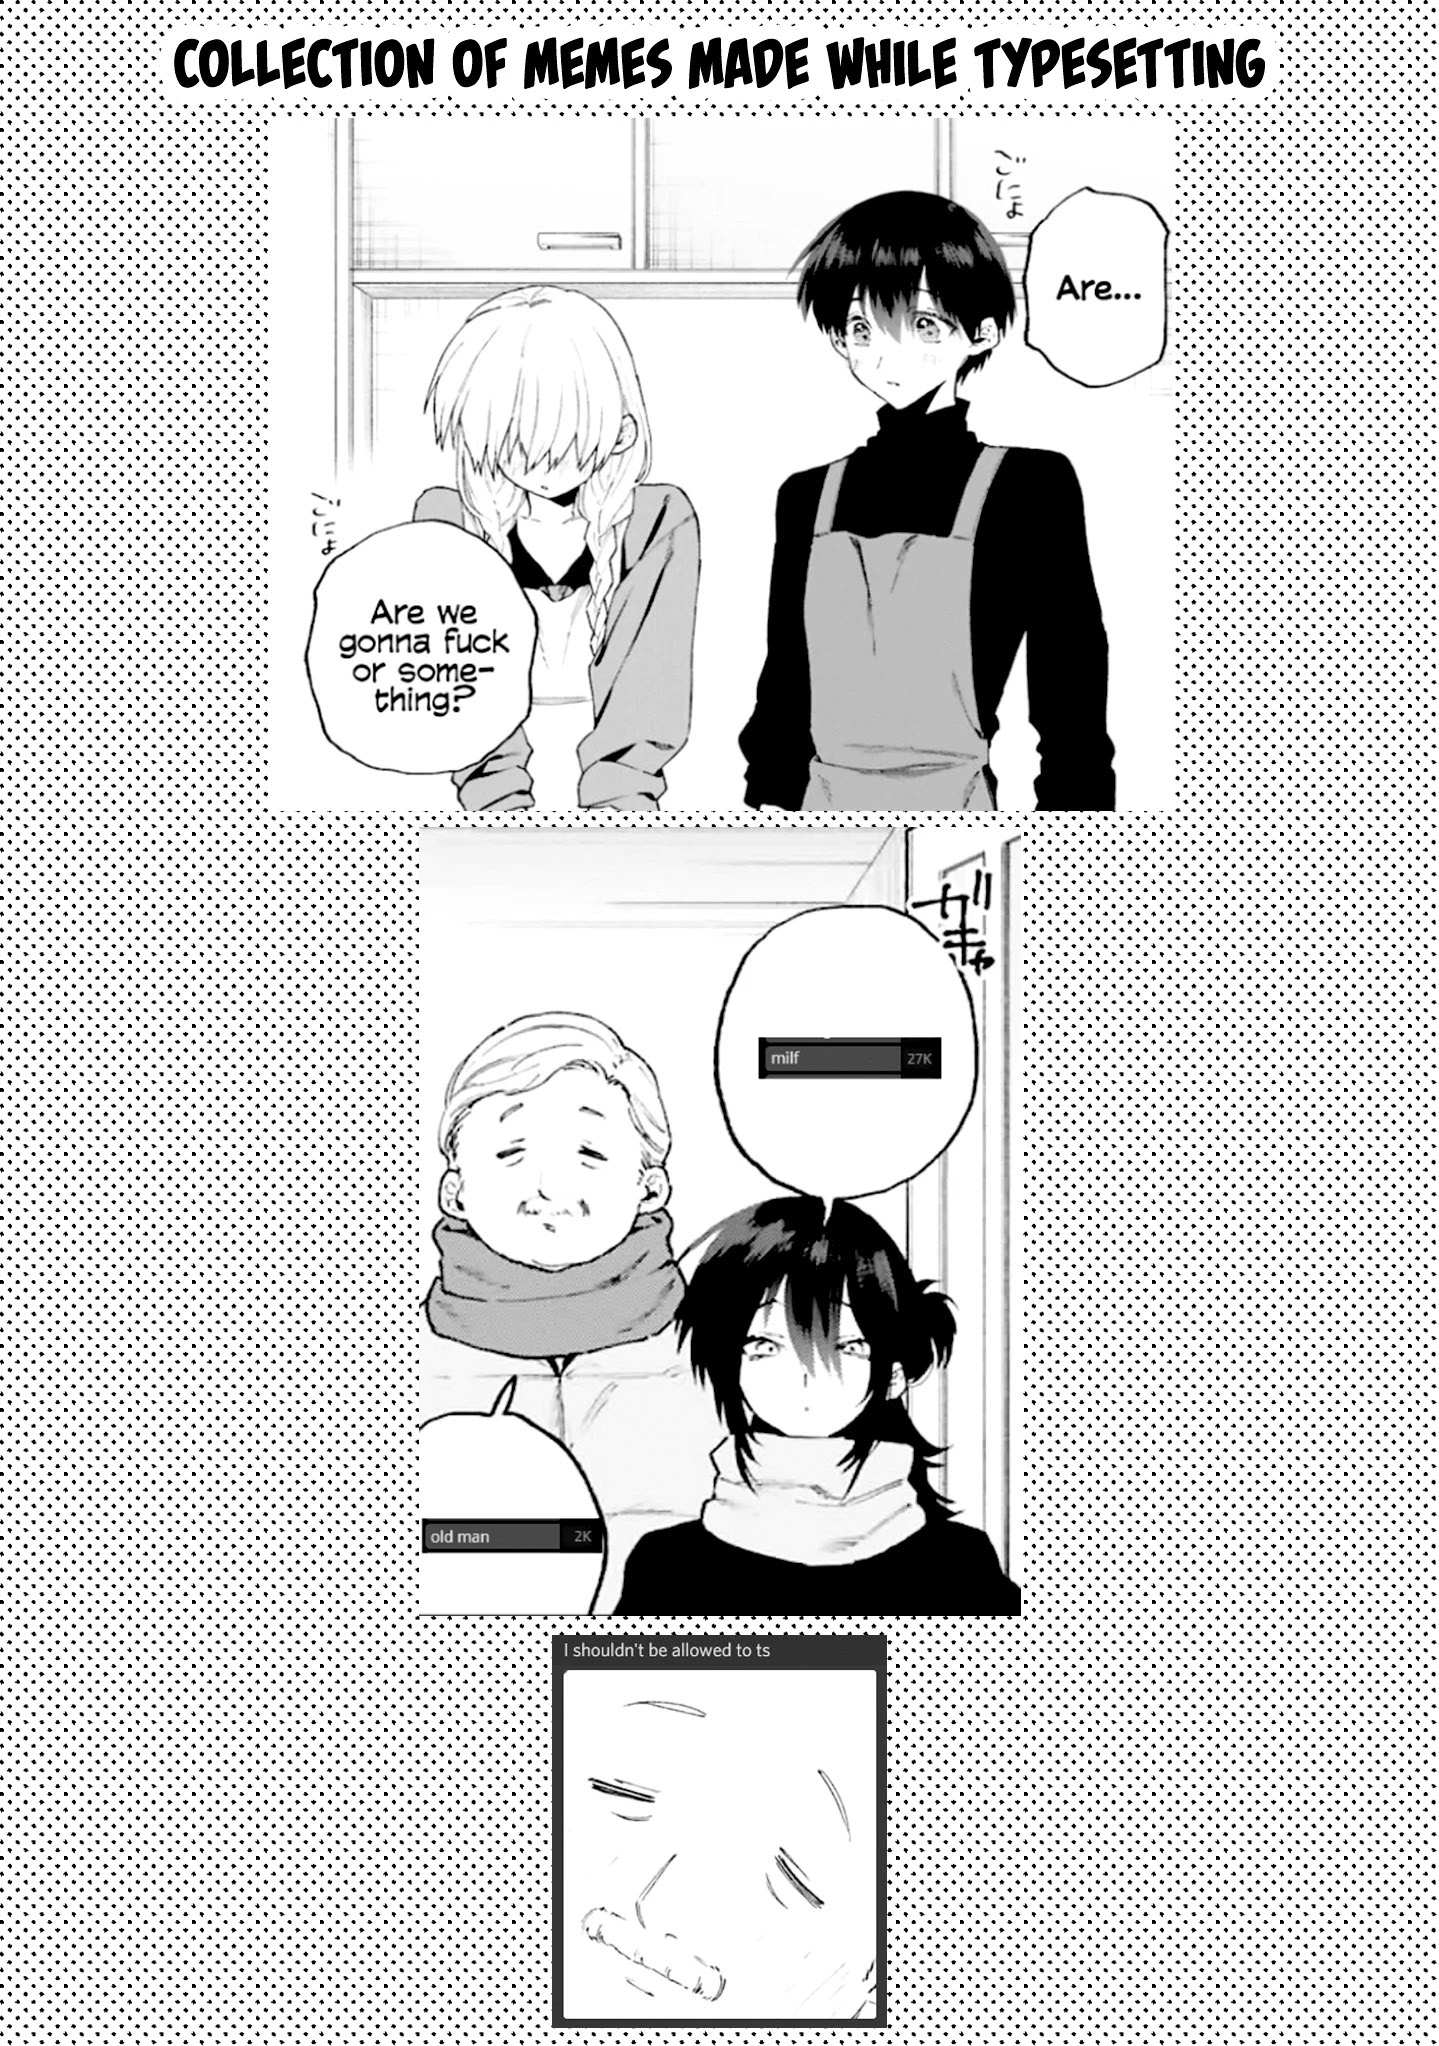 COLLECTION OF MEMES MADE WHILE TYPESETTING
ごにょ
Are...
ごにょ
Are we
gonna fuck
or some-
thing?
ガチャ
milf 27K
old man 2K
I shouldn't be allowed to ts